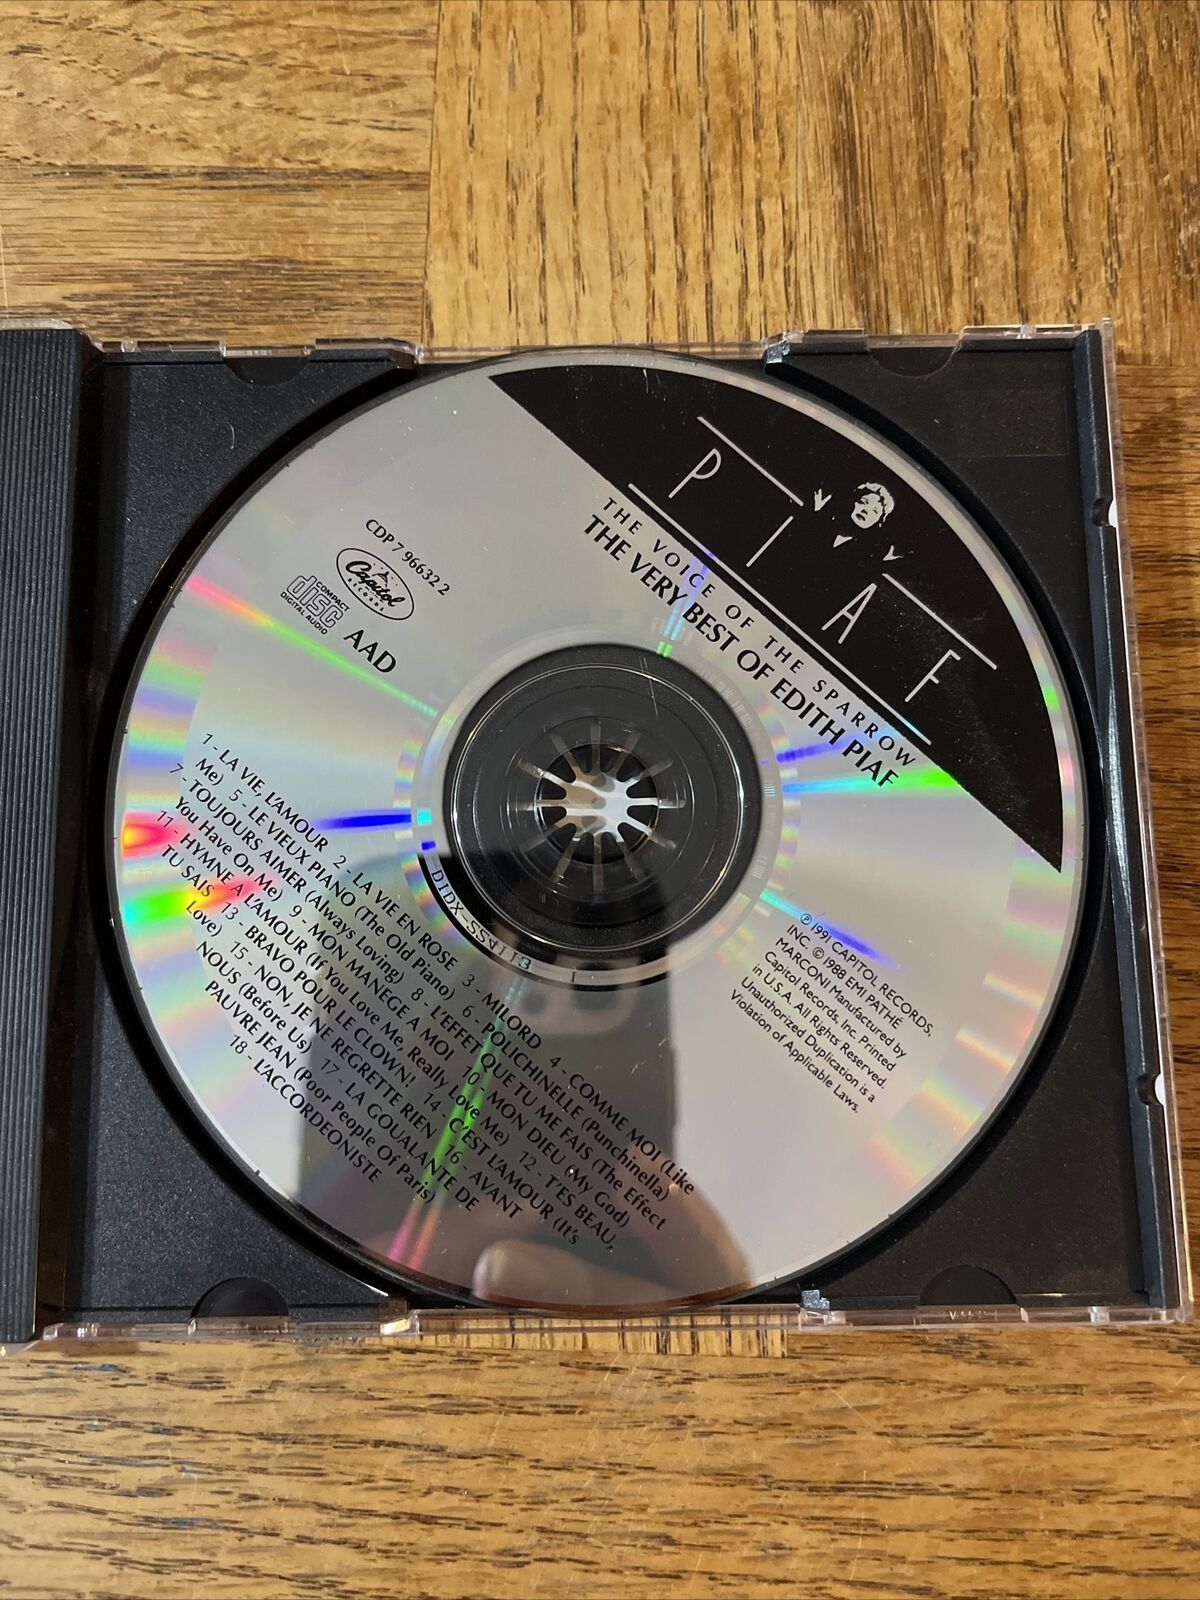 PIAF
THE VOICE OF THE SPARROW
THE VERY BEST OF EDITH PIAF
CDP 7 96632 2
Capitol
RECORDS
COMPACT
disc
DIGITAL AUDIO
AAD
1 - LA VIE, L'AMOUR 2 - LA VIE EN ROSE 3 - MILORD 4 - COMME MOI (Like
Me) 5 - LE VIEUX PIANO (The Old Piano) 6 - POLICHINELLE (Punchinella)
7 - TOUJOURS AIMER (Always Loving) 8 - L'EFFET QUE TU ME FAIS (The Effect
You Have On Me) 9 - MON MANEGE A MOI 10 - MON DIEU (My God)
11 - HYMNE A L'AMOUR (If You Love Me, Really Love Me) 12 - T'ES BEAU,
TU SAIS 13 - BRAVO POUR LE CLOWN! 14 - C'EST L'AMOUR (It's
Love) 15 - NON, JE NE REGRETTE RIEN 16 - AVANT
NOUS (Before Us) 17 - LA GOUALANTE DE
PAUVRE JEAN (Poor People Of Paris)
18 - L'ACCORDEONISTE
℗ 1991 CAPITOL RECORDS,
INC. © 1988 EMI PATHÉ
MARCONI Manufactured by
Capitol Records, Inc. Printed
in U.S.A. All Rights Reserved.
Unauthorized Duplication is a
Violation of Applicable Laws.